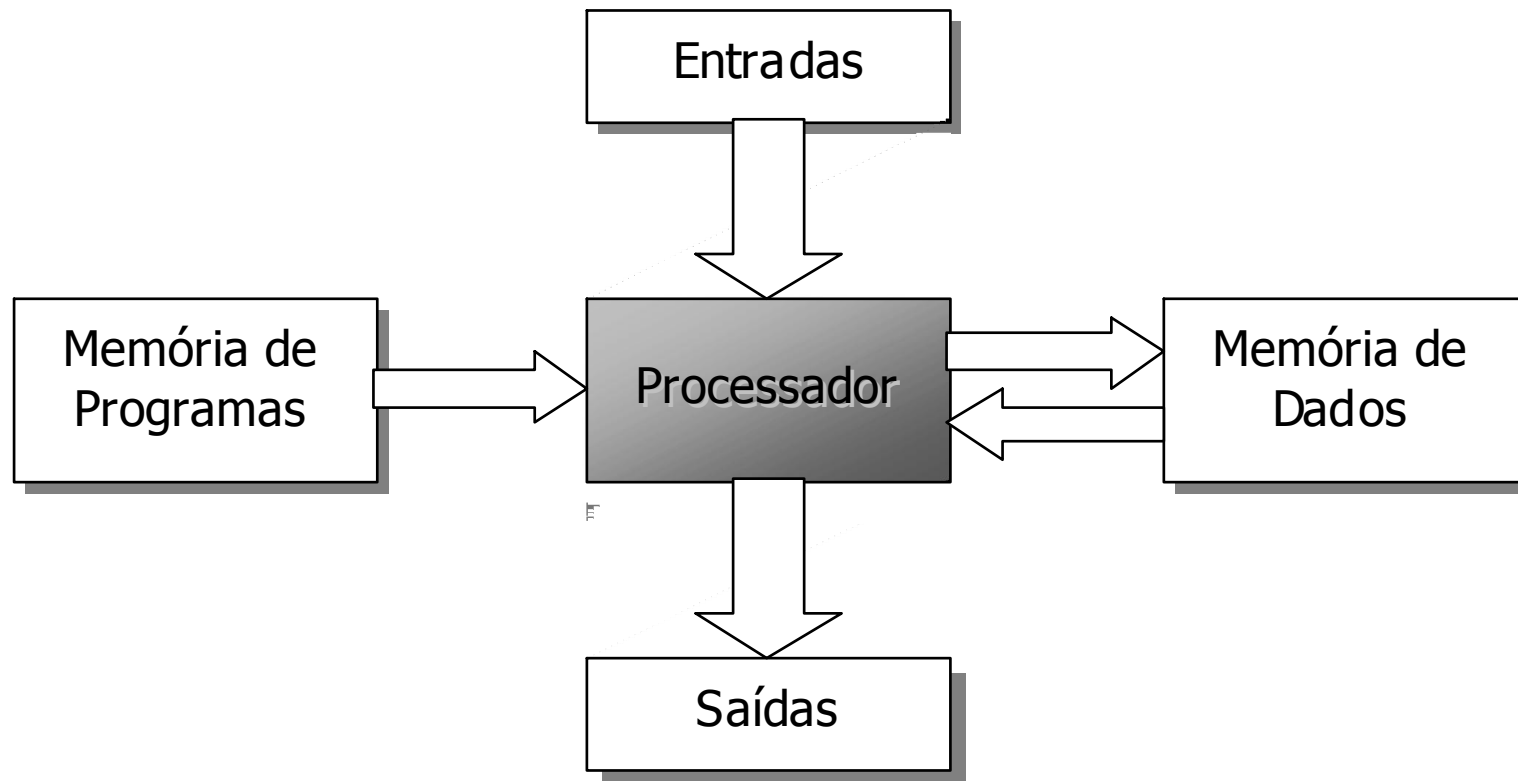 Entradas
Memória de
Programas
Processador
Memória de
Dados
Saídas